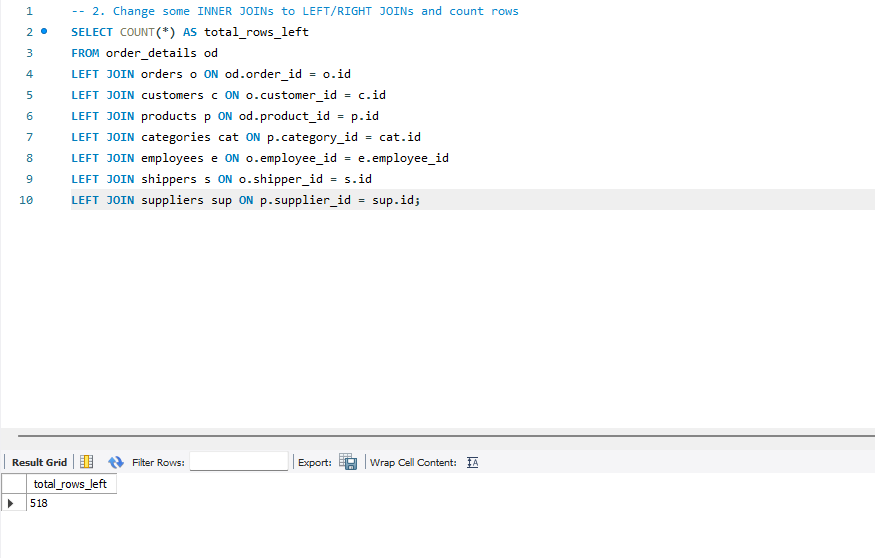 1 -- 2. Change some INNER JOINs to LEFT/RIGHT JOINs and count rows
2 SELECT COUNT(*) AS total_rows_left
3 FROM order_details od
4 LEFT JOIN orders o ON od.order_id = o.id
5 LEFT JOIN customers c ON o.customer_id = c.id
6 LEFT JOIN products p ON od.product_id = p.id
7 LEFT JOIN categories cat ON p.category_id = cat.id
8 LEFT JOIN employees e ON o.employee_id = e.employee_id
9 LEFT JOIN shippers s ON o.shipper_id = s.id
10 LEFT JOIN suppliers sup ON p.supplier_id = sup.id;
Result Grid Filter Rows: Export: Wrap Cell Content: IA
total_rows_left
518